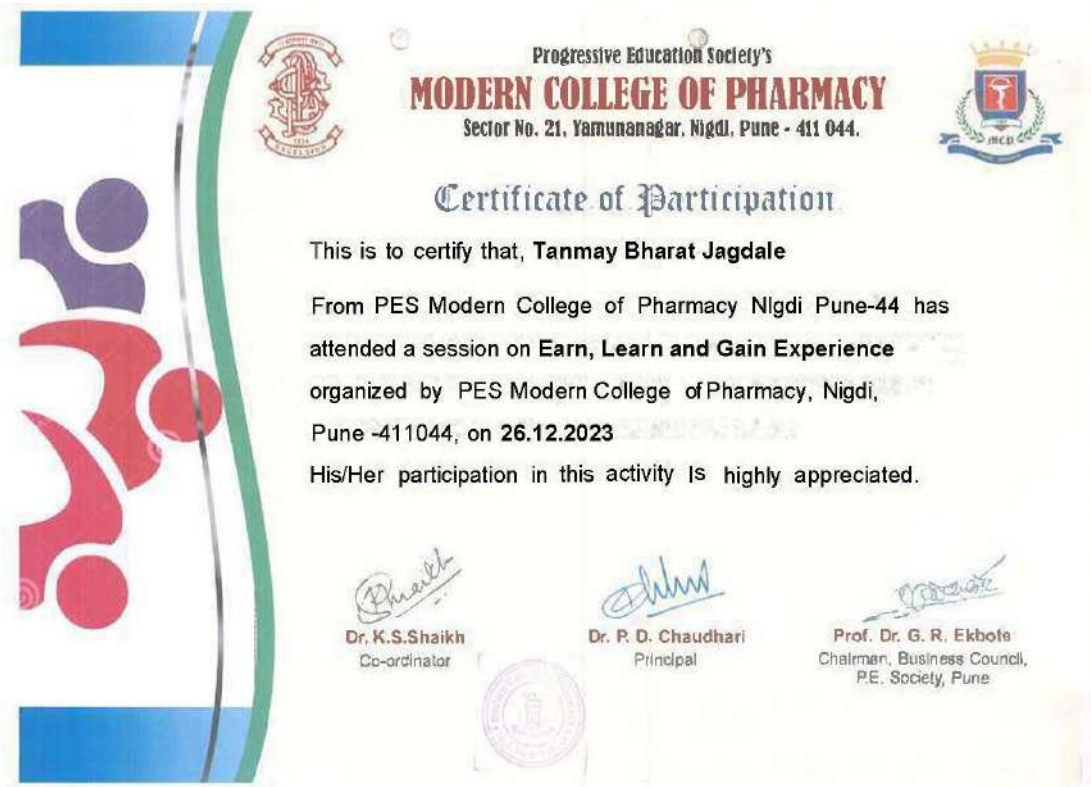 Progressive Education Society's
MODERN COLLEGE OF PHARMACY
Sector No. 21, Yamunanagar, Nigdi, Pune - 411 044.
1934
EXCELSIOR
MCP
Certificate of Participation
This is to certify that, Tanmay Bharat Jagdale
From PES Modern College of Pharmacy NIgdi Pune-44 has
attended a session on Earn, Learn and Gain Experience
organized by PES Modern College of Pharmacy, Nigdi,
Pune -411044, on 26.12.2023
His/Her participation in this activity Is highly appreciated.
Dr. K.S.Shaikh
Co-ordinator
Dr. P. D. Chaudhari
Principal
Prof. Dr. G. R. Ekbote
Chairman, Business Council,
P.E. Society, Pune